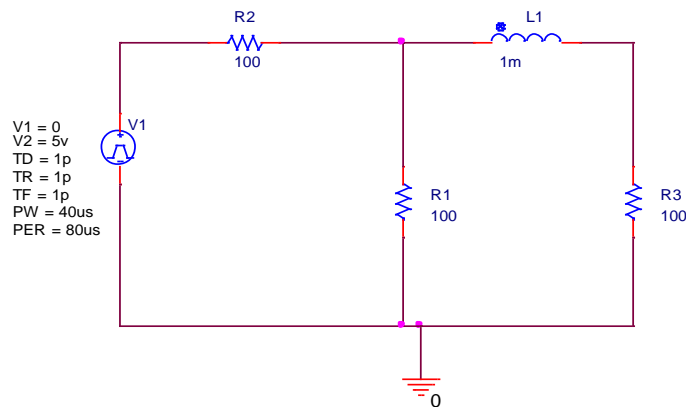 R2
100
L1
1m
V1
V1 = 0
V2 = 5v
TD = 1p
TR = 1p
TF = 1p
PW = 40us
PER = 80us
R1
100
R3
100
0